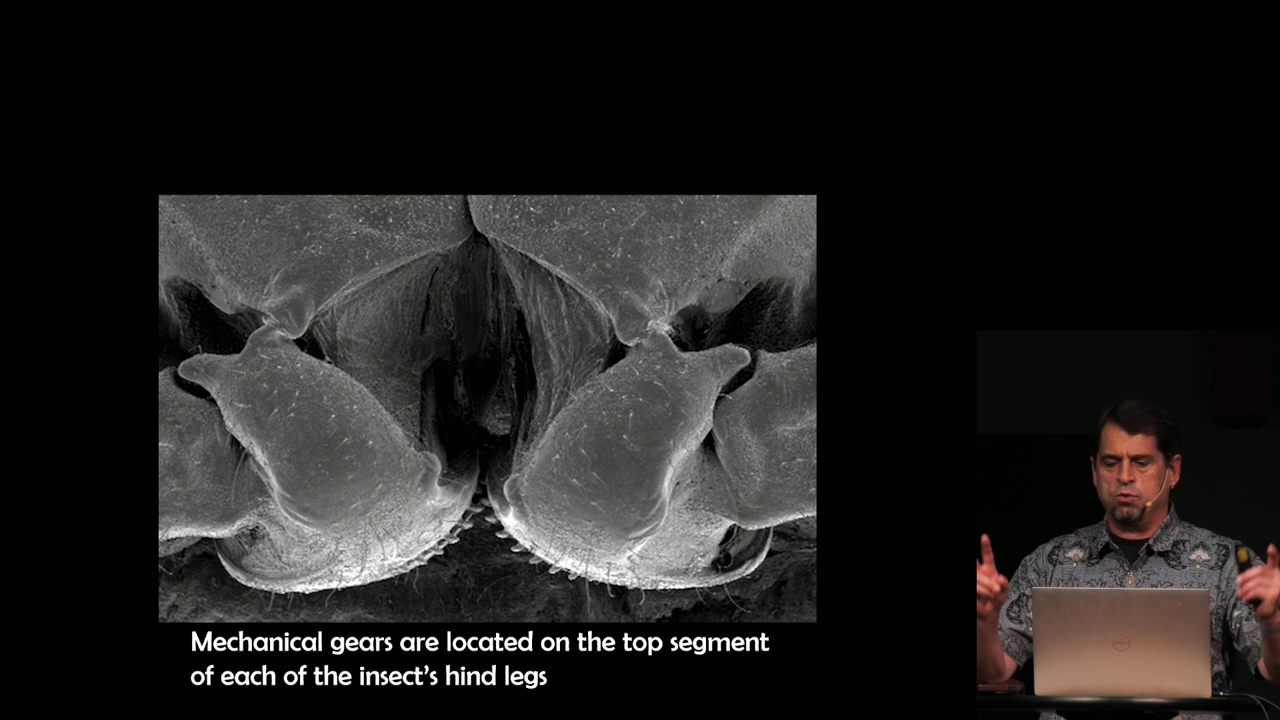 Mechanical gears are located on the top segment
of each of the insect’s hind legs